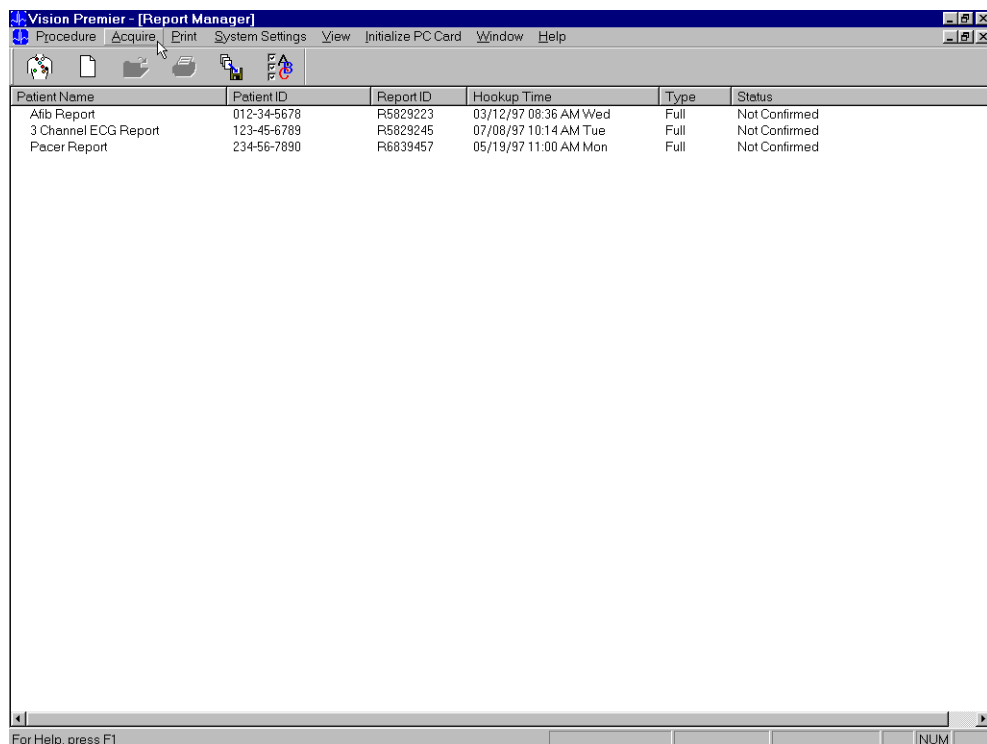 Vision Premier - [Report Manager]
Procedure Acquire Print System Settings View Initialize PC Card Window Help
Patient Name Patient ID Report ID Hookup Time Type Status
Afib Report 012-34-5678 R5829223 03/12/97 08:36 AM Wed Full Not Confirmed
3 Channel ECG Report 123-45-6789 R5829245 07/08/97 10:14 AM Tue Full Not Confirmed
Pacer Report 234-56-7890 R6839457 05/19/97 11:00 AM Mon Full Not Confirmed
For Help, press F1 NUM